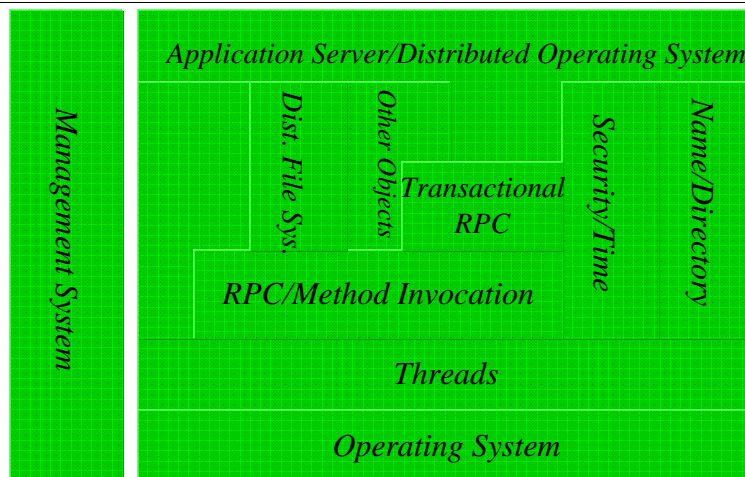 Management System
Application Server/Distributed Operating System
Dist. File Sys.
Other Objects
Transactional
RPC
Security/Time
Name/Directory
RPC/Method Invocation
Threads
Operating System